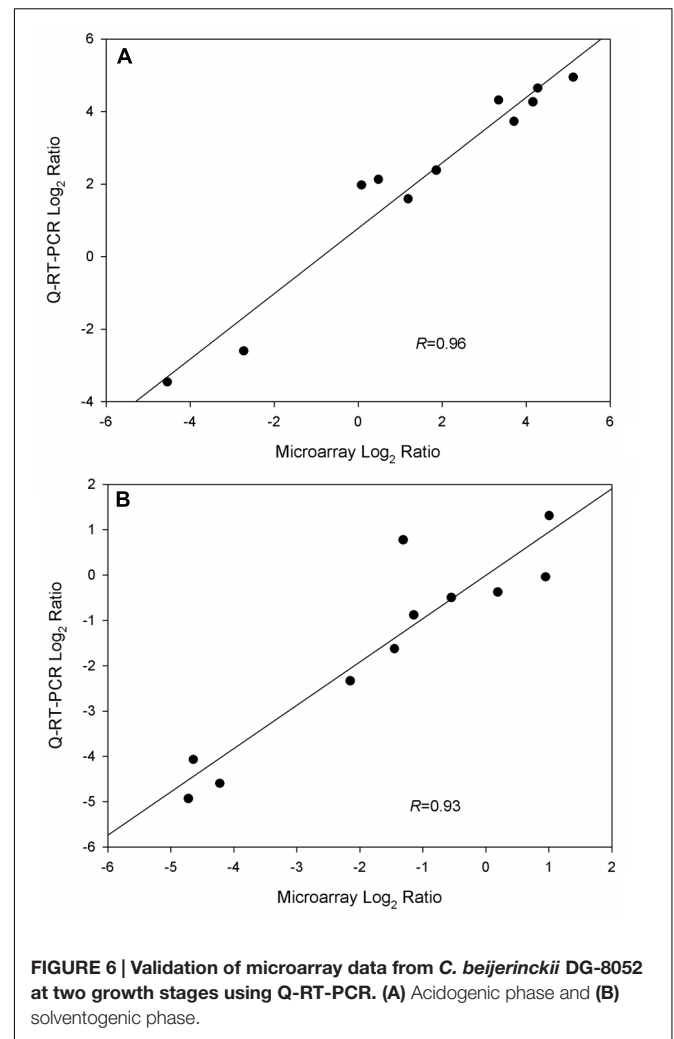 A
6
4
2
0
-2
-4
Q-RT-PCR Log2 Ratio
R=0.96
-6 -4 -2 0 2 4 6
Microarray Log2 Ratio
B
2
1
0
-1
-2
-3
-4
-5
-6
Q-RT-PCR Log2 Ratio
R=0.93
-6 -5 -4 -3 -2 -1 0 1 2
Microarray Log2 Ratio
FIGURE 6 | Validation of microarray data from C. beijerinckii DG-8052
at two growth stages using Q-RT-PCR. (A) Acidogenic phase and (B)
solventogenic phase.